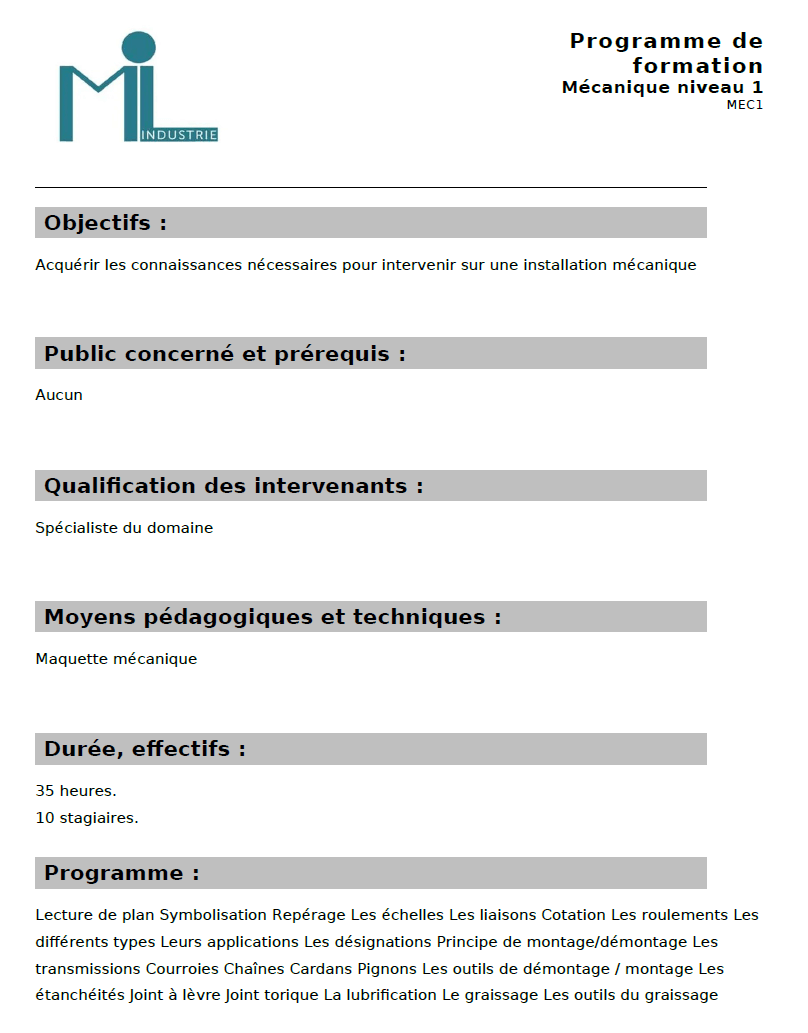 MIL INDUSTRIE
Programme de
formation
Mécanique niveau 1
MEC1
Objectifs :
Acquérir les connaissances nécessaires pour intervenir sur une installation mécanique
Public concerné et prérequis :
Aucun
Qualification des intervenants :
Spécialiste du domaine
Moyens pédagogiques et techniques :
Maquette mécanique
Durée, effectifs :
35 heures.
10 stagiaires.
Programme :
Lecture de plan Symbolisation Repérage Les échelles Les liaisons Cotation Les roulements Les
différents types Leurs applications Les désignations Principe de montage/démontage Les
transmissions Courroies Chaînes Cardans Pignons Les outils de démontage / montage Les
étanchéités Joint à lèvre Joint torique La lubrification Le graissage Les outils du graissage